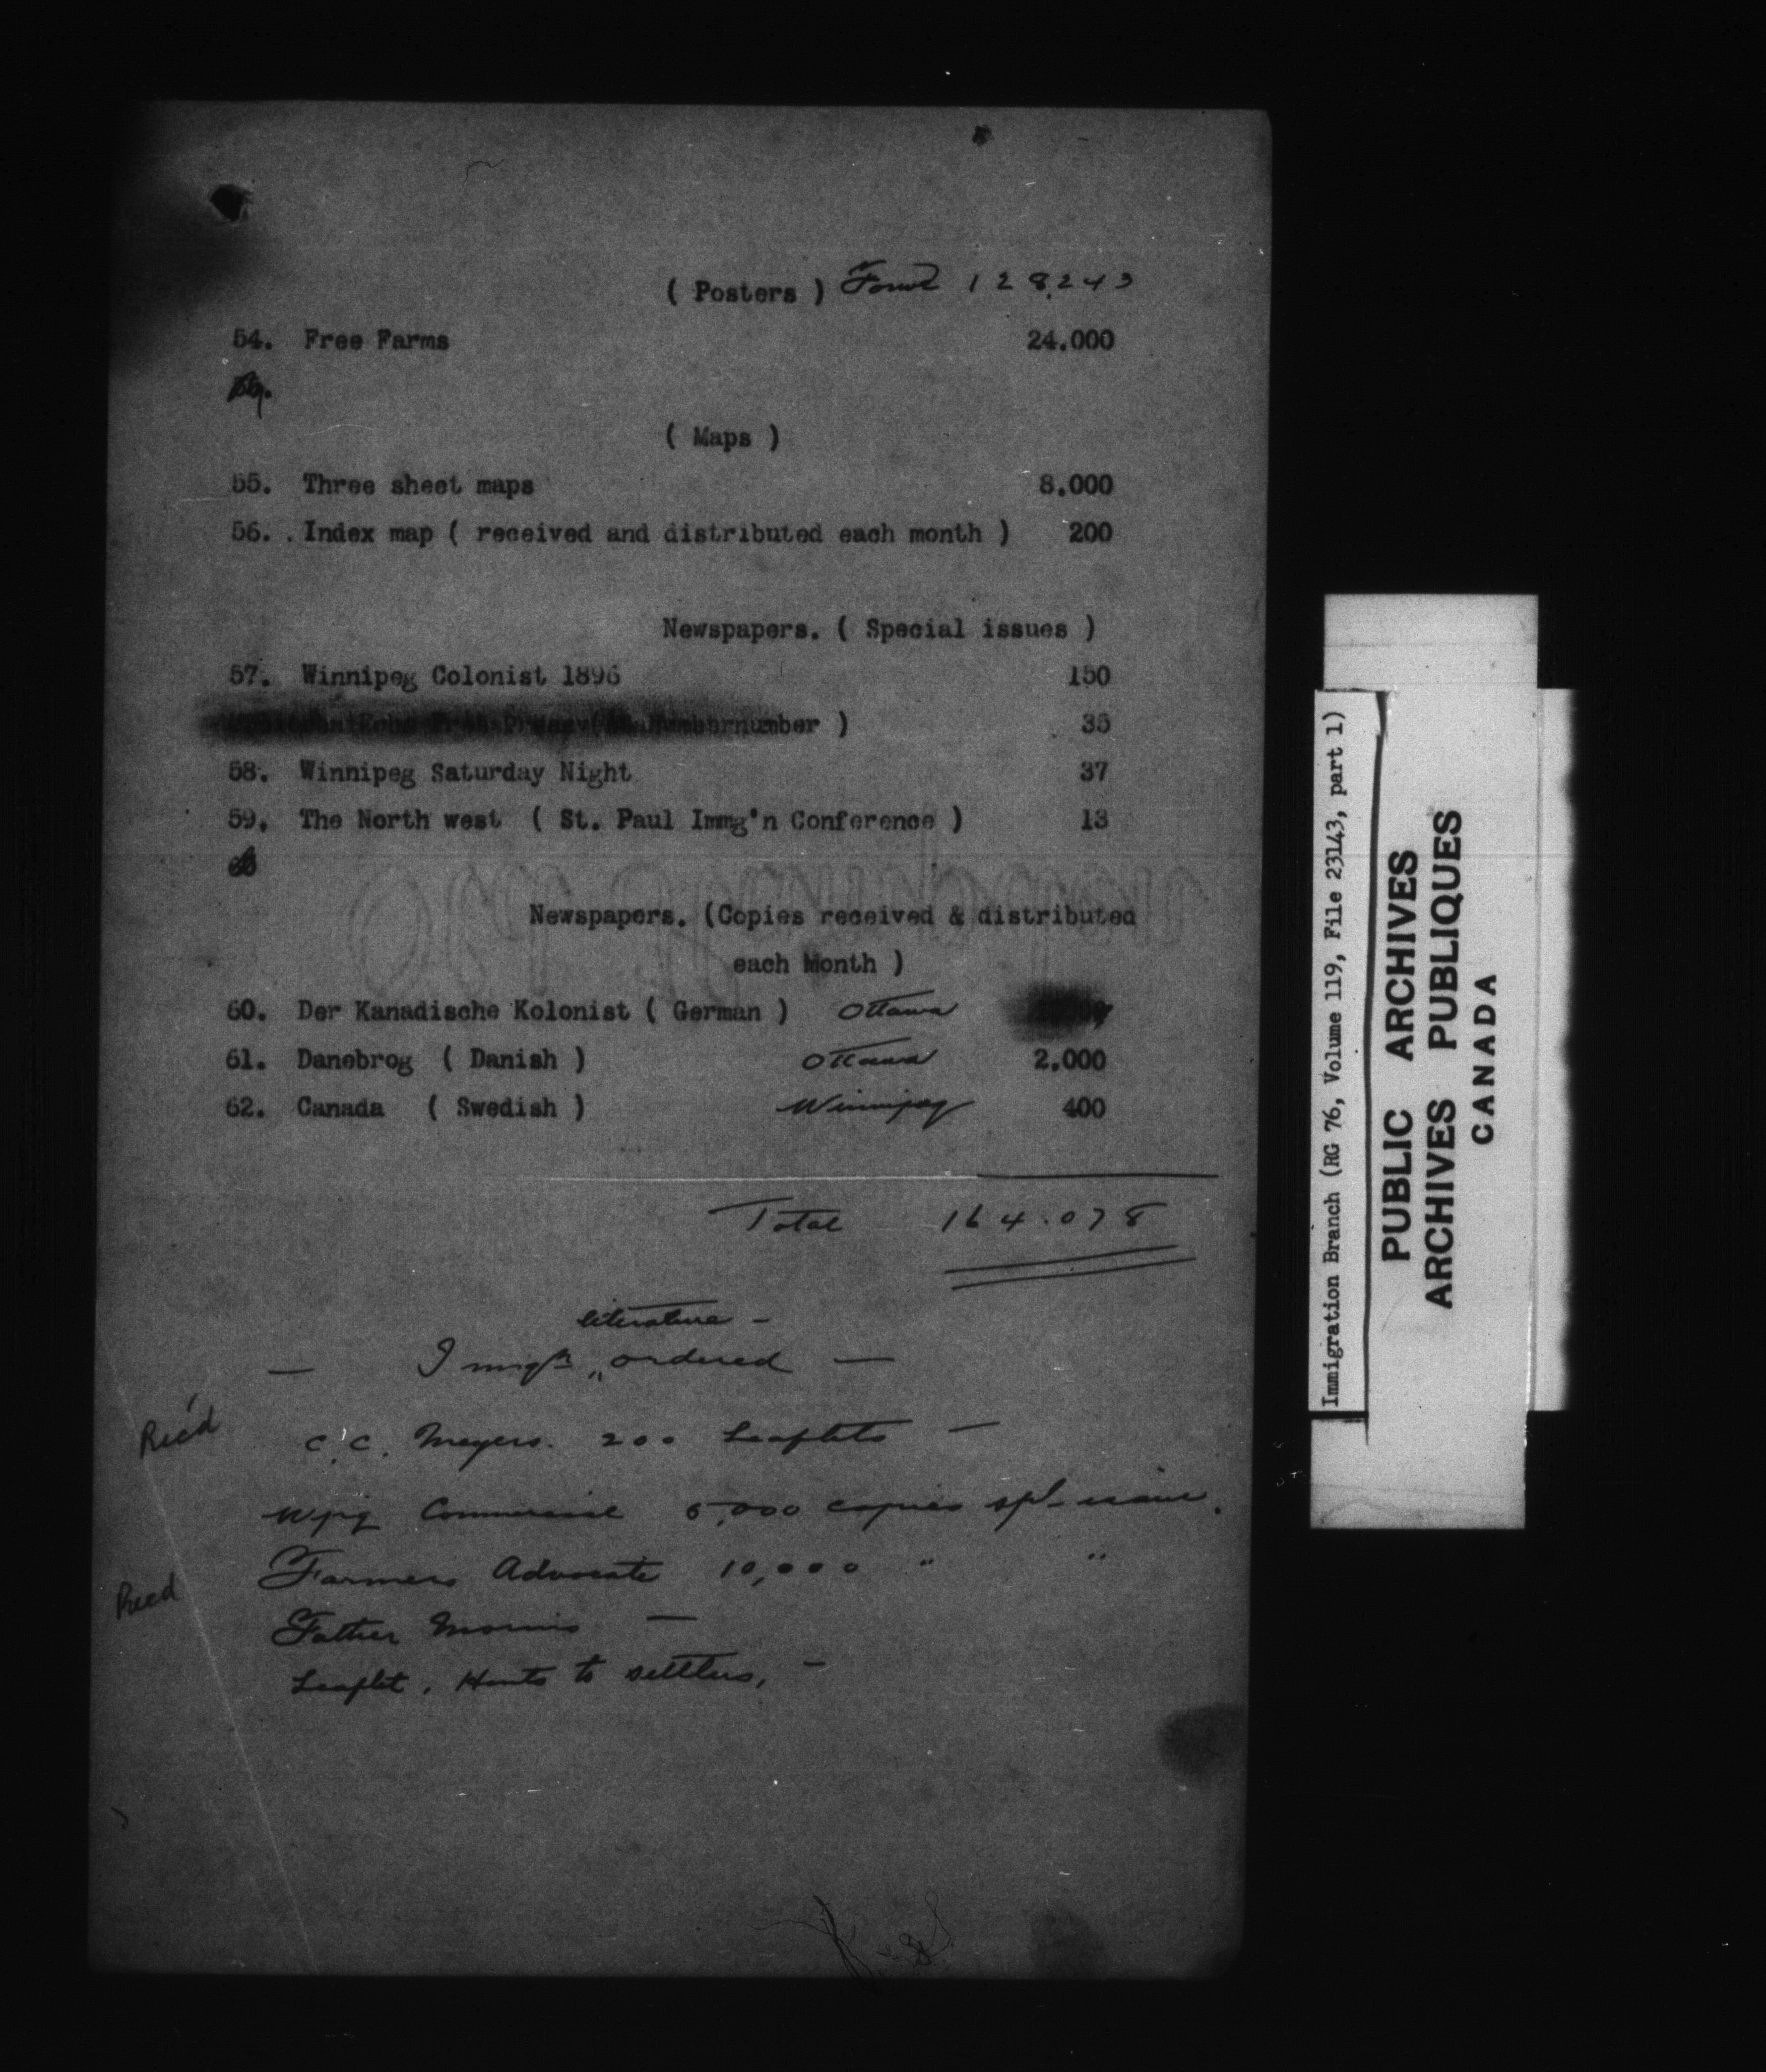 ( Posters ) Forwd 128,243
54. Free Farms 24.000
( Maps )
55. Three sheet maps 8.000
56. . Index map ( received and distributed each month ) 200
Newspapers. ( Special issues )
57. Winnipeg Colonist 1896 150
number ) 35
58. Winnipeg Saturday Night 37
59. The North west ( St. Paul Immg'n Conference ) 13
Newspapers. (Copies received & distributed
each Month )
60. Der Kanadische Kolonist ( German ) Ottawa
61. Danebrog ( Danish ) Ottawa 2.000
62. Canada ( Swedish ) Winnipeg 400
Total 164.078
literature -
— Immgn " ordered —
Rec'd C.C. Meyers. 200 Leaflets —
Wpg Commercial 5,000 copies spl- issue.
Farmers Advocate 10,000 " "
Recd
Father Morris —
Leaflet, Hints to settlers, -
Immigration Branch (RG 76, Volume 119, File 23143, part 1)
PUBLIC ARCHIVES
ARCHIVES PUBLIQUES
CANADA